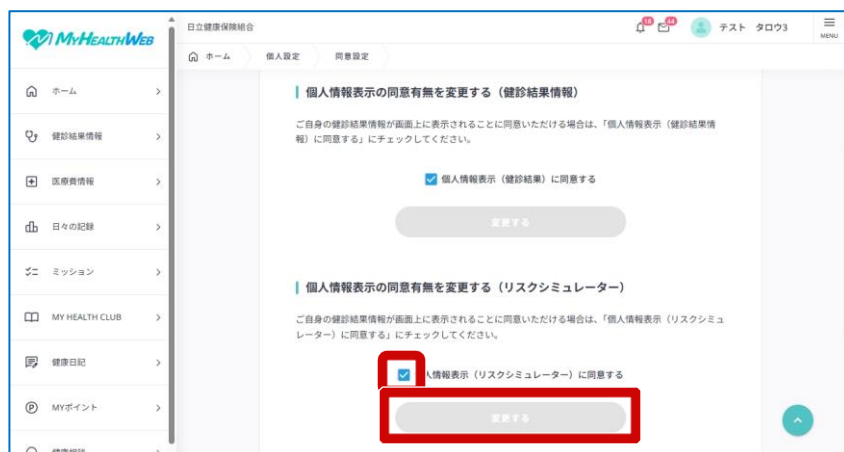 MY HEALTH WEB
日立健康保険組合
18
44
テスト タロウ3
MENU
ホーム
個人設定
同意設定
ホーム
健診結果情報
医療費情報
日々の記録
ミッション
MY HEALTH CLUB
健康日記
MYポイント
個人情報表示の同意有無を変更する（健診結果情報）
ご自身の健診結果情報が画面上に表示されることに同意いただける場合は、「個人情報表示（健診結果情
報）に同意する」にチェックしてください。
個人情報表示（健診結果）に同意する
変更する
個人情報表示の同意有無を変更する（リスクシミュレーター）
ご自身の健診結果情報が画面上に表示されることに同意いただける場合は、「個人情報表示（リスクシミュ
レーター）に同意する」にチェックしてください。
人情報表示（リスクシミュレーター）に同意する
変更する